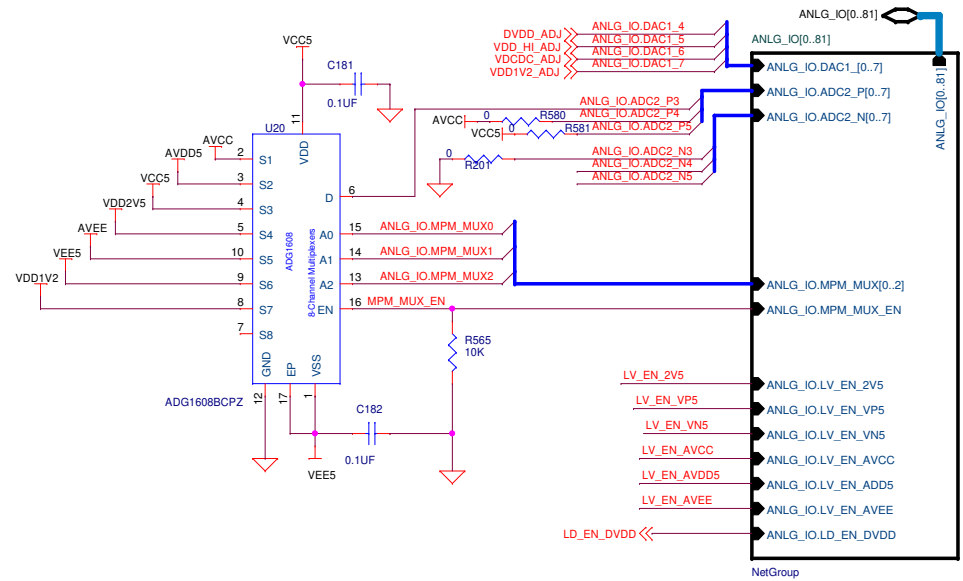 ANLG_IO[0..81]
ANLG_IO[0..81]
ANLG_IO[0..81]
VCC5
C181
0.1UF
11
U20
VDD
AVCC
2
S1
AVDD5
3
S2
VCC5
4
S3
VDD2V5
5
S4
AVEE
10
S5
VEE5
9
S6
VDD1V2
8
S7
7
S8
D
6
A0
15
ANLG_IO.MPM_MUX0
A1
14
ANLG_IO.MPM_MUX1
A2
13
ANLG_IO.MPM_MUX2
EN
16
MPM_MUX_EN
ADG1608
8-Channel Multiplexers
GND
EP
VSS
12
17
1
ADG1608BCPZ
C182
0.1UF
VEE5
R565
10K
DVDD_ADJ
ANLG_IO.DAC1_4
VDD_HI_ADJ
ANLG_IO.DAC1_5
VDCDC_ADJ
ANLG_IO.DAC1_6
VDD1V2_ADJ
ANLG_IO.DAC1_7
ANLG_IO.ADC2_P3
AVCC
0
R580
ANLG_IO.ADC2_P4
VCC5
0
R581
ANLG_IO.ADC2_P5
0
R201
ANLG_IO.ADC2_N3
ANLG_IO.ADC2_N4
ANLG_IO.ADC2_N5
ANLG_IO.DAC1_[0..7]
ANLG_IO.ADC2_P[0..7]
ANLG_IO.ADC2_N[0..7]
ANLG_IO.MPM_MUX[0..2]
ANLG_IO.MPM_MUX_EN
LV_EN_2V5
ANLG_IO.LV_EN_2V5
LV_EN_VP5
ANLG_IO.LV_EN_VP5
LV_EN_VN5
ANLG_IO.LV_EN_VN5
LV_EN_AVCC
ANLG_IO.LV_EN_AVCC
LV_EN_AVDD5
ANLG_IO.LV_EN_ADD5
LV_EN_AVEE
ANLG_IO.LV_EN_AVEE
LD_EN_DVDD
ANLG_IO.LD_EN_DVDD
NetGroup